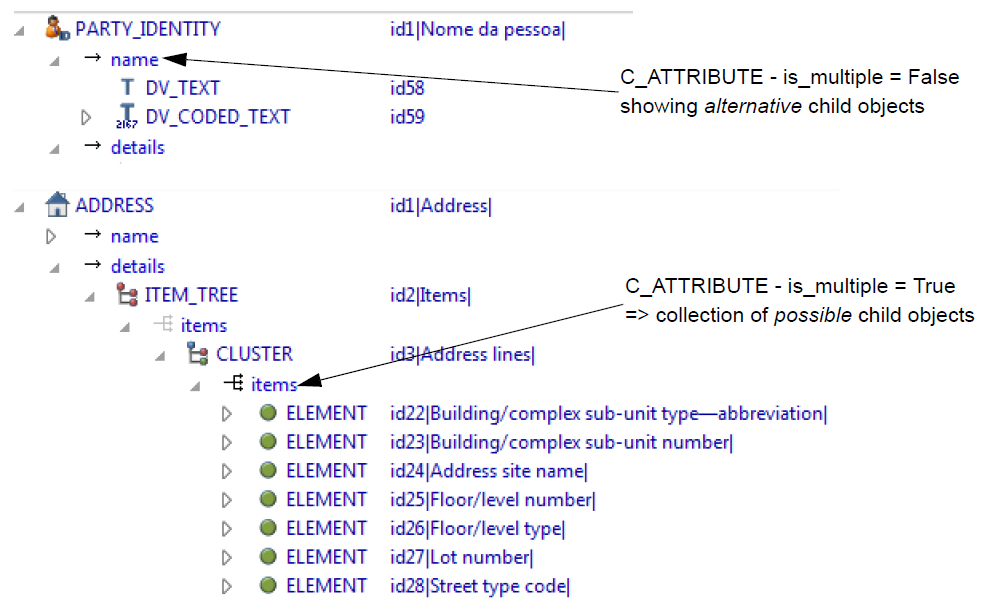 PARTY_IDENTITY id1|Nome da pessoa|
name
C_ATTRIBUTE - is_multiple = False
showing alternative child objects
T DV_TEXT id58
T 2167 DV_CODED_TEXT id59
details
ADDRESS id1|Address|
name
details
C_ATTRIBUTE - is_multiple = True
=> collection of possible child objects
ITEM_TREE id2|Items|
items
CLUSTER id3|Address lines|
items
ELEMENT id22|Building/complex sub-unit type—abbreviation|
ELEMENT id23|Building/complex sub-unit number|
ELEMENT id24|Address site name|
ELEMENT id25|Floor/level number|
ELEMENT id26|Floor/level type|
ELEMENT id27|Lot number|
ELEMENT id28|Street type code|